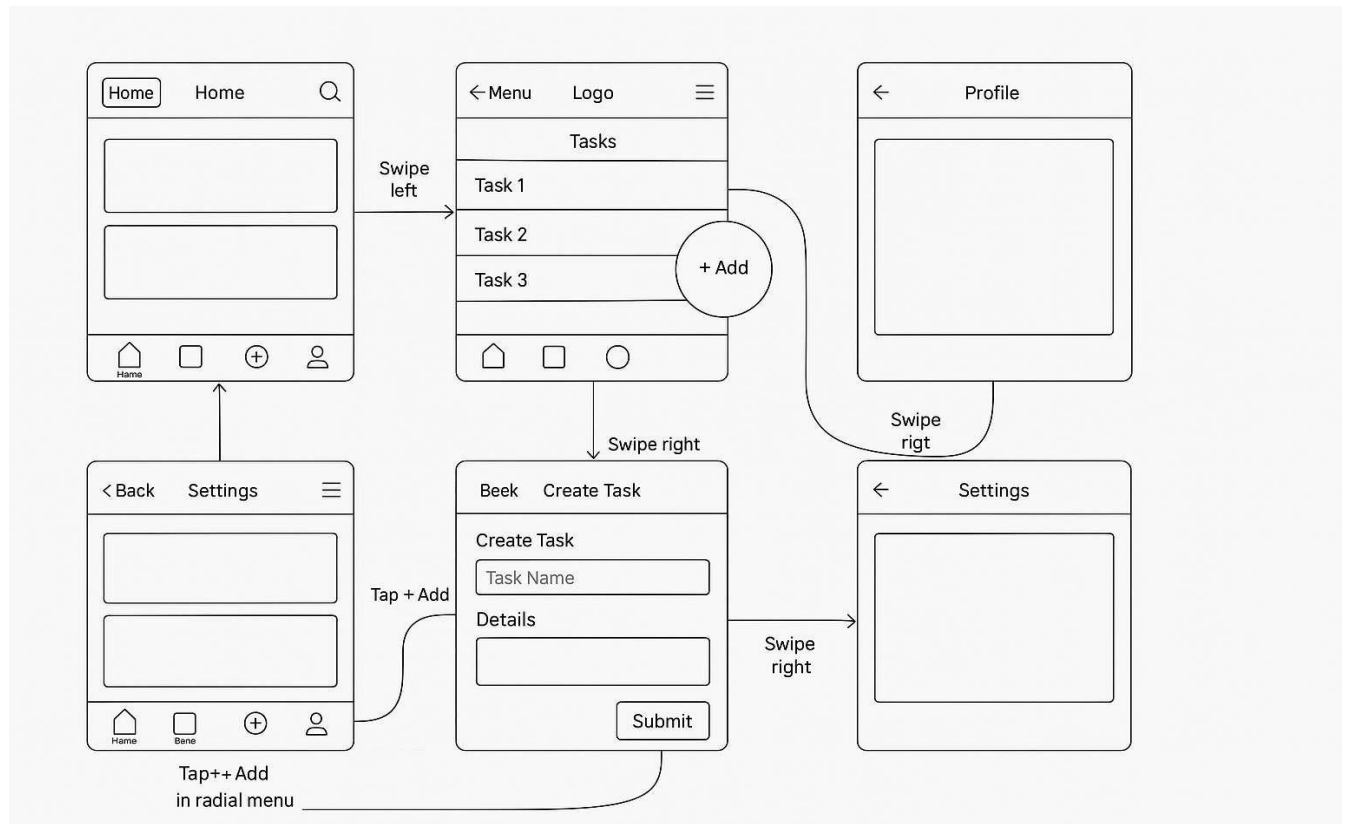 Home Home
Swipe
left
← Menu Logo
Tasks
Task 1
Task 2
Task 3
+ Add
← Profile
Hame
Swipe right
Swipe
rigt
< Back Settings
Hame Bene
Tap + Add
Beek Create Task
Create Task
Task Name
Details
Submit
Swipe
right
← Settings
Tap++ Add
in radial menu